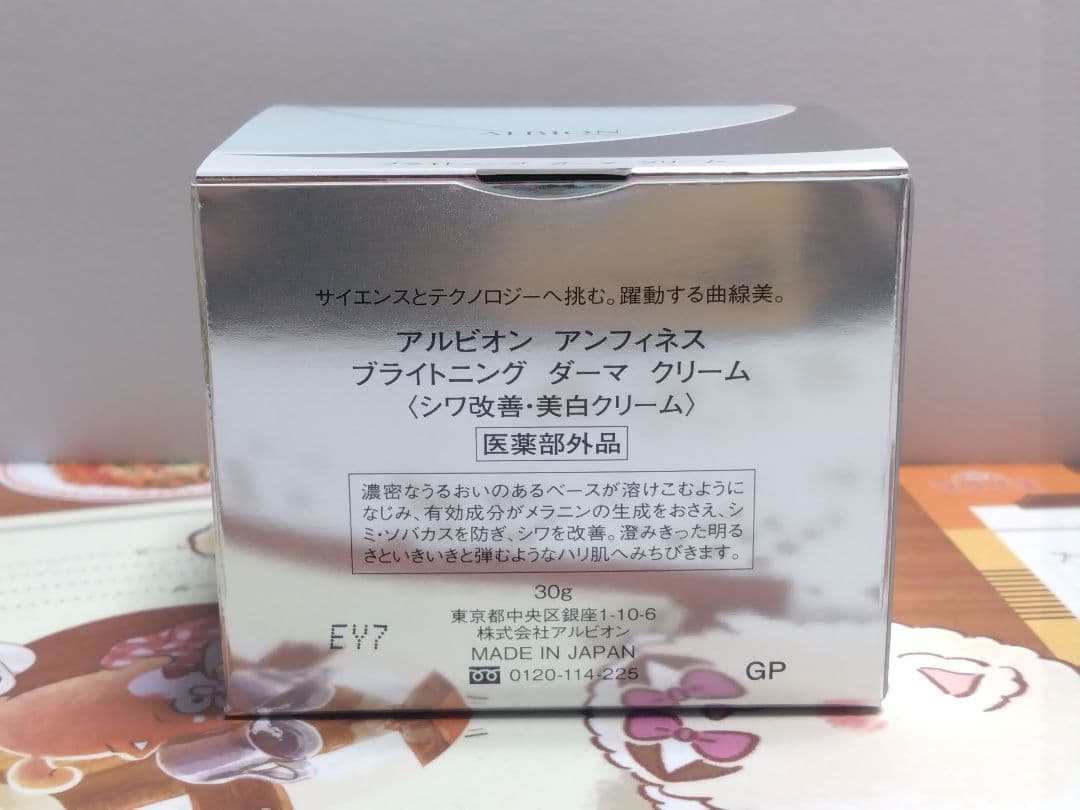 ALBION
サイエンスとテクノロジーへ挑む。躍動する曲線美。
アルビオン アンフィネス
ブライトニング ダーマ クリーム
〈シワ改善・美白クリーム〉
医薬部外品
濃密なうるおいのあるベースが溶けこむように
なじみ、有効成分がメラニンの生成をおさえ、シ
ミ・ソバカスを防ぎ、シワを改善。澄みきった明る
さといきいきと弾むようなハリ肌へみちびきます。
30g
東京都中央区銀座1-10-6
株式会社アルビオン
MADE IN JAPAN
0120-114-225
EY7
GP